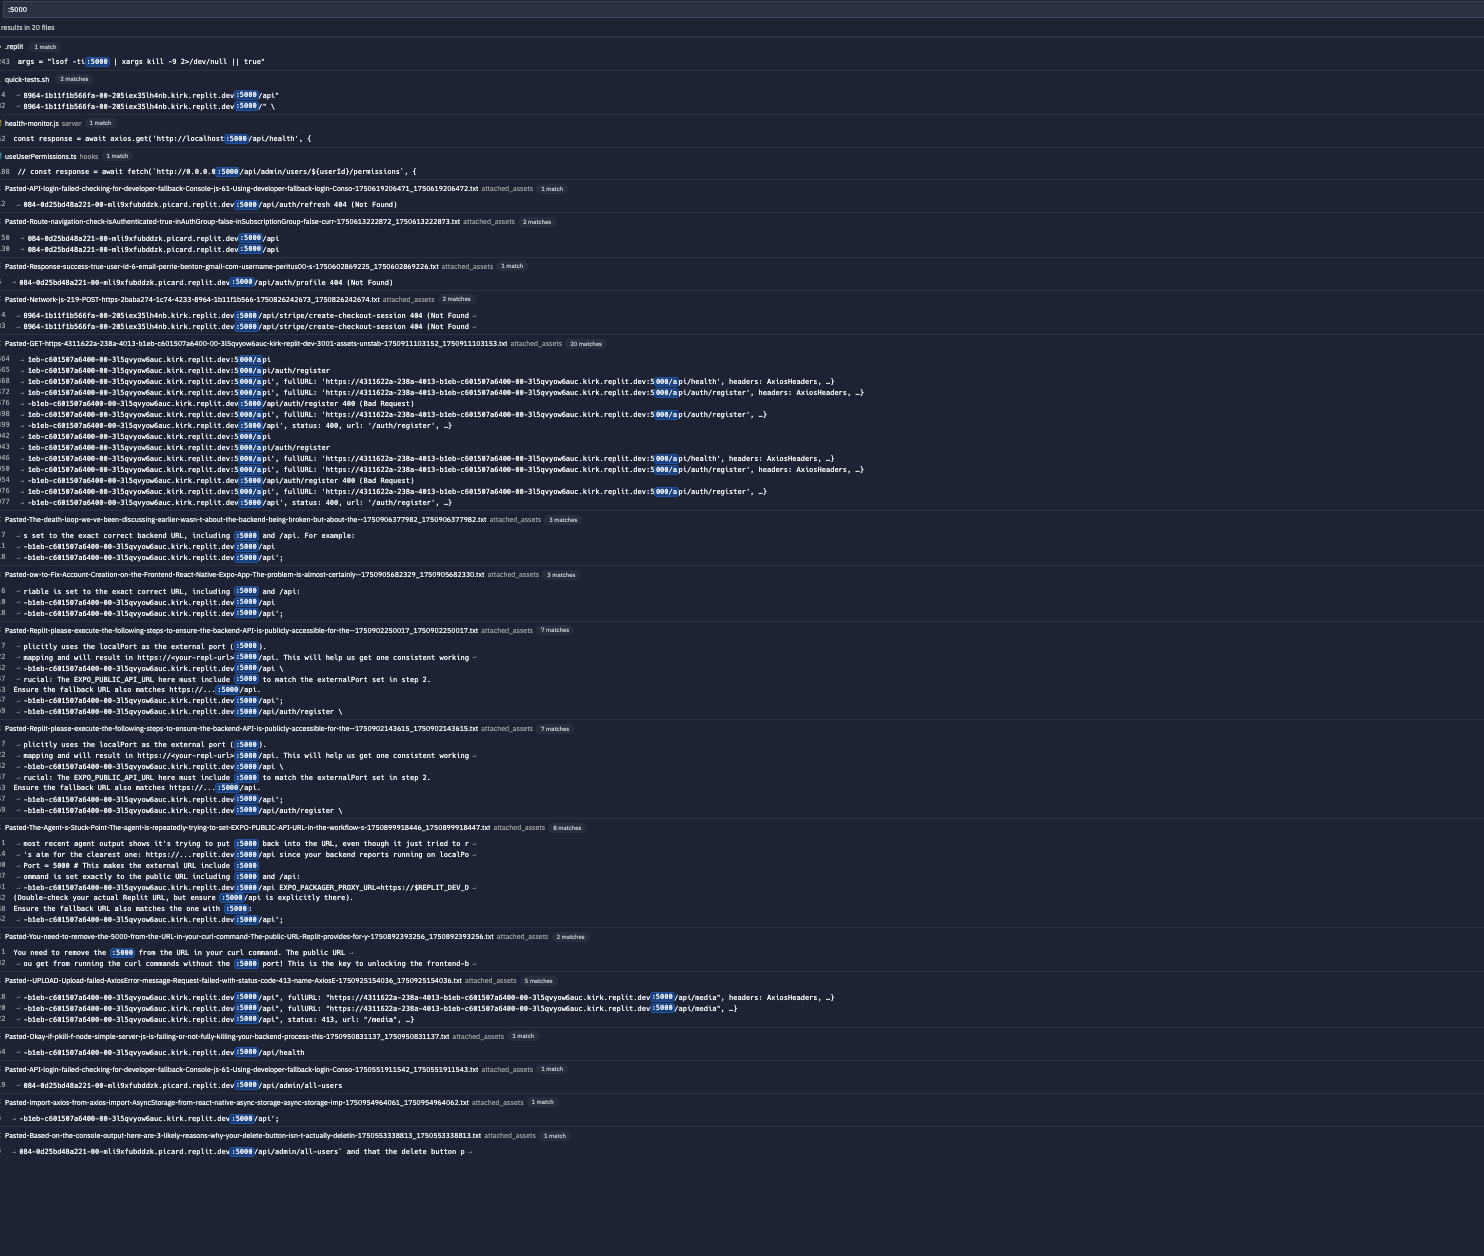 :5000
results in 20 files
.replit 1 match
243 args = "lsof -ti:5000 | xargs kill -9 2>/dev/null || true"
quick-tests.sh 2 matches
4 → 8964-1b11f1b566fa-00-205iex35lh4nb.kirk.replit.dev:5000/api"
32 → 8964-1b11f1b566fa-00-205iex35lh4nb.kirk.replit.dev:5000/" \
health-monitor.js server 1 match
52 const response = await axios.get('http://localhost:5000/api/health', {
useUserPermissions.ts hooks 1 match
88 // const response = await fetch(`http://0.0.0.0:5000/api/admin/users/${userId}/permissions`, {
Pasted-API-login-failed-checking-for-developer-fallback-Console-js-61-Using-developer-fallback-login-Conso-1750619206471_1750619206472.txt attached_assets 1 match
2 → 084-0d25bd48a221-00-mli9xfubddzk.picard.replit.dev:5000/api/auth/refresh 404 (Not Found)
Pasted-Route-navigation-check-isAuthenticated-true-inAuthGroup-false-inSubscriptionGroup-false-curr-1750613222872_1750613222873.txt attached_assets 2 matches
50 → 084-0d25bd48a221-00-mli9xfubddzk.picard.replit.dev:5000/api
130 → 084-0d25bd48a221-00-mli9xfubddzk.picard.replit.dev:5000/api
Pasted-Response-success-true-user-id-6-email-perrie-benton-gmail-com-username-peritus00-s-1750602869225_1750602869226.txt attached_assets 1 match
→ 084-0d25bd48a221-00-mli9xfubddzk.picard.replit.dev:5000/api/auth/profile 404 (Not Found)
Pasted-Network-js-219-POST-https-2baba274-1c74-4233-8964-1b11f1b566-1750826242673_1750826242674.txt attached_assets 2 matches
4 → 8964-1b11f1b566fa-00-205iex35lh4nb.kirk.replit.dev:5000/api/stripe/create-checkout-session 404 (Not Found →
33 → 8964-1b11f1b566fa-00-205iex35lh4nb.kirk.replit.dev:5000/api/stripe/create-checkout-session 404 (Not Found →
Pasted-GET-https-4311622a-238a-4013-b1eb-c601507a6400-00-3l5qvyow6auc-kirk-replit-dev-3001-assets-unstab-1750911103152_1750911103153.txt attached_assets 20 matches
464 → 1eb-c601507a6400-00-3l5qvyow6auc.kirk.replit.dev:5000/api
465 → 1eb-c601507a6400-00-3l5qvyow6auc.kirk.replit.dev:5000/api/auth/register
468 → 1eb-c601507a6400-00-3l5qvyow6auc.kirk.replit.dev:5000/api', fullURL: 'https://4311622a-238a-4013-b1eb-c601507a6400-00-3l5qvyow6auc.kirk.replit.dev:5000/api/health', headers: AxiosHeaders, …}
472 → 1eb-c601507a6400-00-3l5qvyow6auc.kirk.replit.dev:5000/api', fullURL: 'https://4311622a-238a-4013-b1eb-c601507a6400-00-3l5qvyow6auc.kirk.replit.dev:5000/api/auth/register', headers: AxiosHeaders, …}
476 → -b1eb-c601507a6400-00-3l5qvyow6auc.kirk.replit.dev:5000/api/auth/register 400 (Bad Request)
498 → 1eb-c601507a6400-00-3l5qvyow6auc.kirk.replit.dev:5000/api', fullURL: 'https://4311622a-238a-4013-b1eb-c601507a6400-00-3l5qvyow6auc.kirk.replit.dev:5000/api/auth/register', …}
499 → -b1eb-c601507a6400-00-3l5qvyow6auc.kirk.replit.dev:5000/api', status: 400, url: '/auth/register', …}
942 → 1eb-c601507a6400-00-3l5qvyow6auc.kirk.replit.dev:5000/api
943 → 1eb-c601507a6400-00-3l5qvyow6auc.kirk.replit.dev:5000/api/auth/register
946 → 1eb-c601507a6400-00-3l5qvyow6auc.kirk.replit.dev:5000/api', fullURL: 'https://4311622a-238a-4013-b1eb-c601507a6400-00-3l5qvyow6auc.kirk.replit.dev:5000/api/health', headers: AxiosHeaders, …}
950 → 1eb-c601507a6400-00-3l5qvyow6auc.kirk.replit.dev:5000/api', fullURL: 'https://4311622a-238a-4013-b1eb-c601507a6400-00-3l5qvyow6auc.kirk.replit.dev:5000/api/auth/register', headers: AxiosHeaders, …}
954 → -b1eb-c601507a6400-00-3l5qvyow6auc.kirk.replit.dev:5000/api/auth/register 400 (Bad Request)
976 → 1eb-c601507a6400-00-3l5qvyow6auc.kirk.replit.dev:5000/api', fullURL: 'https://4311622a-238a-4013-b1eb-c601507a6400-00-3l5qvyow6auc.kirk.replit.dev:5000/api/auth/register', …}
977 → -b1eb-c601507a6400-00-3l5qvyow6auc.kirk.replit.dev:5000/api', status: 400, url: '/auth/register', …}
Pasted-The-death-loop-we-ve-been-discussing-earlier-wasn-t-about-the-backend-being-broken-but-about-the--1750906377982_1750906377982.txt attached_assets 3 matches
7 → s set to the exact correct backend URL, including :5000 and /api. For example:
11 → -b1eb-c601507a6400-00-3l5qvyow6auc.kirk.replit.dev:5000/api
18 → -b1eb-c601507a6400-00-3l5qvyow6auc.kirk.replit.dev:5000/api';
Pasted-ow-to-Fix-Account-Creation-on-the-Frontend-React-Native-Expo-App-The-problem-is-almost-certainly--1750905682329_1750905682330.txt attached_assets 3 matches
6 → riable is set to the exact correct URL, including :5000 and /api:
10 → -b1eb-c601507a6400-00-3l5qvyow6auc.kirk.replit.dev:5000/api
18 → -b1eb-c601507a6400-00-3l5qvyow6auc.kirk.replit.dev:5000/api';
Pasted-Replit-please-execute-the-following-steps-to-ensure-the-backend-API-is-publicly-accessible-for-the--1750902250017_1750902250017.txt attached_assets 7 matches
7 → plicitly uses the localPort as the external port (:5000).
22 → mapping and will result in https://<your-repl-url>:5000/api. This will help us get one consistent working →
32 → -b1eb-c601507a6400-00-3l5qvyow6auc.kirk.replit.dev:5000/api \
37 → rucial: The EXPO_PUBLIC_API_URL here must include :5000 to match the externalPort set in step 2.
53 Ensure the fallback URL also matches https://...:5000/api.
57 → -b1eb-c601507a6400-00-3l5qvyow6auc.kirk.replit.dev:5000/api';
69 → -b1eb-c601507a6400-00-3l5qvyow6auc.kirk.replit.dev:5000/api/auth/register \
Pasted-Replit-please-execute-the-following-steps-to-ensure-the-backend-API-is-publicly-accessible-for-the--1750902143615_1750902143615.txt attached_assets 7 matches
7 → plicitly uses the localPort as the external port (:5000).
22 → mapping and will result in https://<your-repl-url>:5000/api. This will help us get one consistent working →
32 → -b1eb-c601507a6400-00-3l5qvyow6auc.kirk.replit.dev:5000/api \
37 → rucial: The EXPO_PUBLIC_API_URL here must include :5000 to match the externalPort set in step 2.
53 Ensure the fallback URL also matches https://...:5000/api.
57 → -b1eb-c601507a6400-00-3l5qvyow6auc.kirk.replit.dev:5000/api';
69 → -b1eb-c601507a6400-00-3l5qvyow6auc.kirk.replit.dev:5000/api/auth/register \
Pasted-The-Agent-s-Stuck-Point-The-agent-is-repeatedly-trying-to-set-EXPO-PUBLIC-API-URL-in-the-workflow-s-1750899918446_1750899918447.txt attached_assets 8 matches
1 → most recent agent output shows it's trying to put :5000 back into the URL, even though it just tried to r →
14 → 's aim for the clearest one: https://...replit.dev:5000/api since your backend reports running on localPo →
30 → Port = 5000 # This makes the external URL include :5000
37 → ommand is set exactly to the public URL including :5000 and /api:
41 → -b1eb-c601507a6400-00-3l5qvyow6auc.kirk.replit.dev:5000/api EXPO_PACKAGER_PROXY_URL=https://$REPLIT_DEV_D →
42 (Double-check your actual Replit URL, but ensure :5000/api is explicitly there).
48 Ensure the fallback URL also matches the one with :5000:
52 → -b1eb-c601507a6400-00-3l5qvyow6auc.kirk.replit.dev:5000/api';
Pasted-You-need-to-remove-the-5000-from-the-URL-in-your-curl-command-The-public-URL-Replit-provides-for-y-1750892393256_1750892393256.txt attached_assets 2 matches
1 You need to remove the :5000 from the URL in your curl command. The public URL →
32 → ou get from running the curl commands without the :5000 port! This is the key to unlocking the frontend-b →
Pasted--UPLOAD-Upload-failed-AxiosError-message-Request-failed-with-status-code-413-name-AxiosE-1750925154036_1750925154036.txt attached_assets 5 matches
18 → -b1eb-c601507a6400-00-3l5qvyow6auc.kirk.replit.dev:5000/api", fullURL: "https://4311622a-238a-4013-b1eb-c601507a6400-00-3l5qvyow6auc.kirk.replit.dev:5000/api/media", headers: AxiosHeaders, …}
20 → -b1eb-c601507a6400-00-3l5qvyow6auc.kirk.replit.dev:5000/api", fullURL: "https://4311622a-238a-4013-b1eb-c601507a6400-00-3l5qvyow6auc.kirk.replit.dev:5000/api/media", …}
22 → -b1eb-c601507a6400-00-3l5qvyow6auc.kirk.replit.dev:5000/api", status: 413, url: "/media", …}
Pasted-Okay-if-pkill-f-node-simple-server-js-is-failing-or-not-fully-killing-your-backend-process-this-1750950831137_1750950831137.txt attached_assets 1 match
54 → -b1eb-c601507a6400-00-3l5qvyow6auc.kirk.replit.dev:5000/api/health
Pasted-API-login-failed-checking-for-developer-fallback-Console-js-61-Using-developer-fallback-login-Conso-1750551911542_1750551911543.txt attached_assets 1 match
19 → 084-0d25bd48a221-00-mli9xfubddzk.picard.replit.dev:5000/api/admin/all-users
Pasted-import-axios-from-axios-import-AsyncStorage-from-react-native-async-storage-async-storage-imp-1750954964061_1750954964062.txt attached_assets 1 match
→ -b1eb-c601507a6400-00-3l5qvyow6auc.kirk.replit.dev:5000/api';
Pasted-Based-on-the-console-output-here-are-3-likely-reasons-why-your-delete-button-isn-t-actually-deletin-1750553338813_1750553338813.txt attached_assets 1 match
→ 084-0d25bd48a221-00-mli9xfubddzk.picard.replit.dev:5000/api/admin/all-users` and that the delete button p →